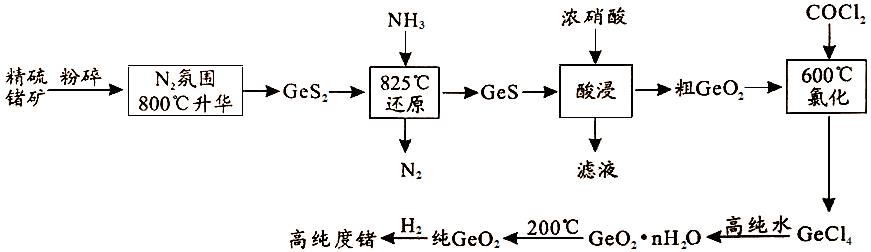 NH₃
浓硝酸
COCl₂
精硫锗矿
粉碎
N₂氛围
800℃升华
GeS₂
825℃
还原
GeS
酸浸
粗GeO₂
600℃
氯化
N₂
滤液
高纯度锗
H₂
纯GeO₂
200℃
GeO₂·nH₂O
高纯水
GeCl₄